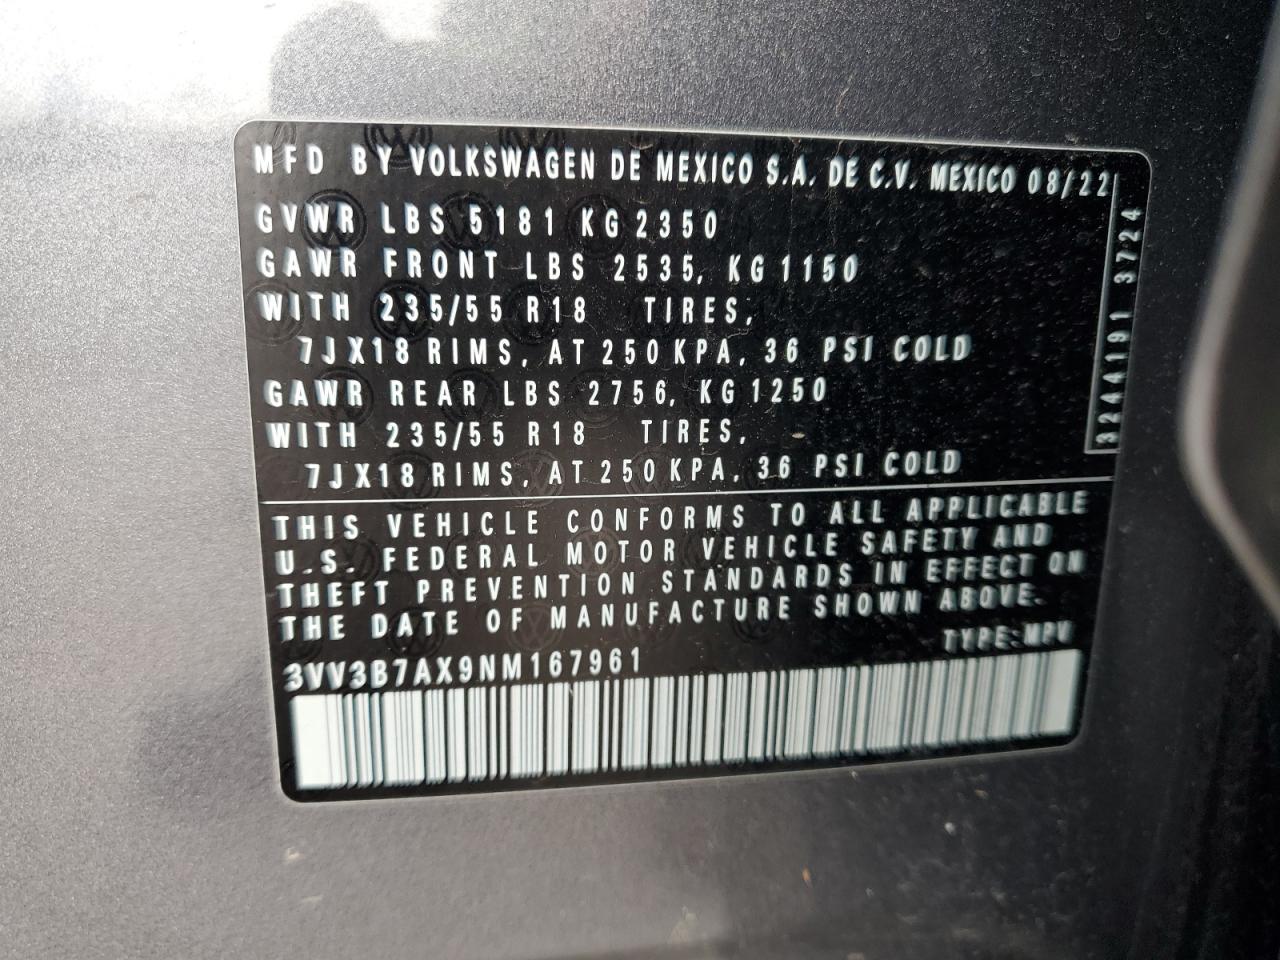 MFD BY VOLKSWAGEN DE MEXICO S.A. DE C.V. MEXICO 08/22
GVWR LBS 5181 KG 2350
GAWR FRONT LBS 2535, KG 1150
WITH 235/55 R18 TIRES,
7JX18 RIMS, AT 250 KPA, 36 PSI COLD
GAWR REAR LBS 2756, KG 1250
WITH 235/55 R18 TIRES,
7JX18 RIMS, AT 250 KPA, 36 PSI COLD
3244191 3724
THIS VEHICLE CONFORMS TO ALL APPLICABLE
U.S. FEDERAL MOTOR VEHICLE SAFETY AND
THEFT PREVENTION STANDARDS IN EFFECT ON
THE DATE OF MANUFACTURE SHOWN ABOVE.
TYPE:MPV
3VV3B7AX9NM167961